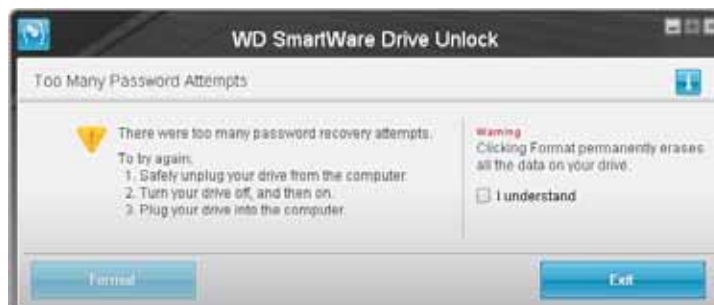 WD SmartWare Drive Unlock
Too Many Password Attempts
There were too many password recovery attempts.
To try again:
1. Safely unplug your drive from the computer.
2. Turn your drive off, and then on.
3. Plug your drive into the computer.
Warning
Clicking Format permanently erases
all the data on your drive.
I understand
Format
Exit